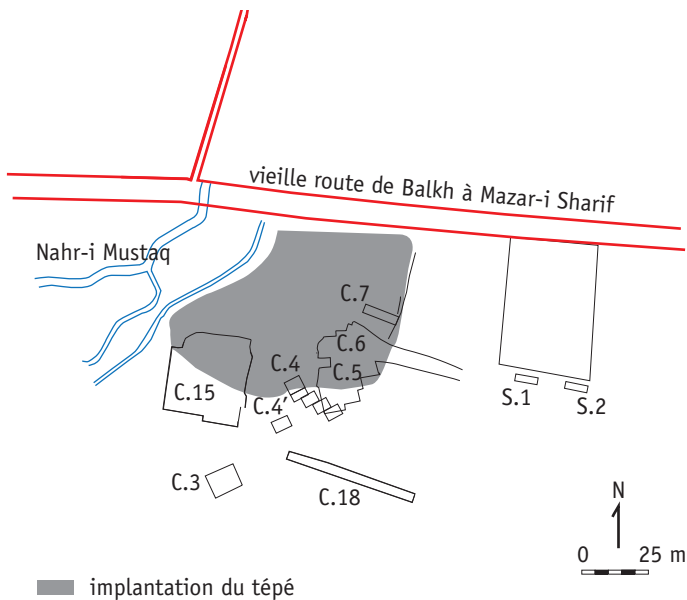 vieille route de Balkh à Mazar-i Sharif
Nahr-i Mustaq
C.7
C.6
C.4
C.5
C.15
C.4'
S.1
S.2
C.3
C.18
N
0 25 m
implantation du tépé